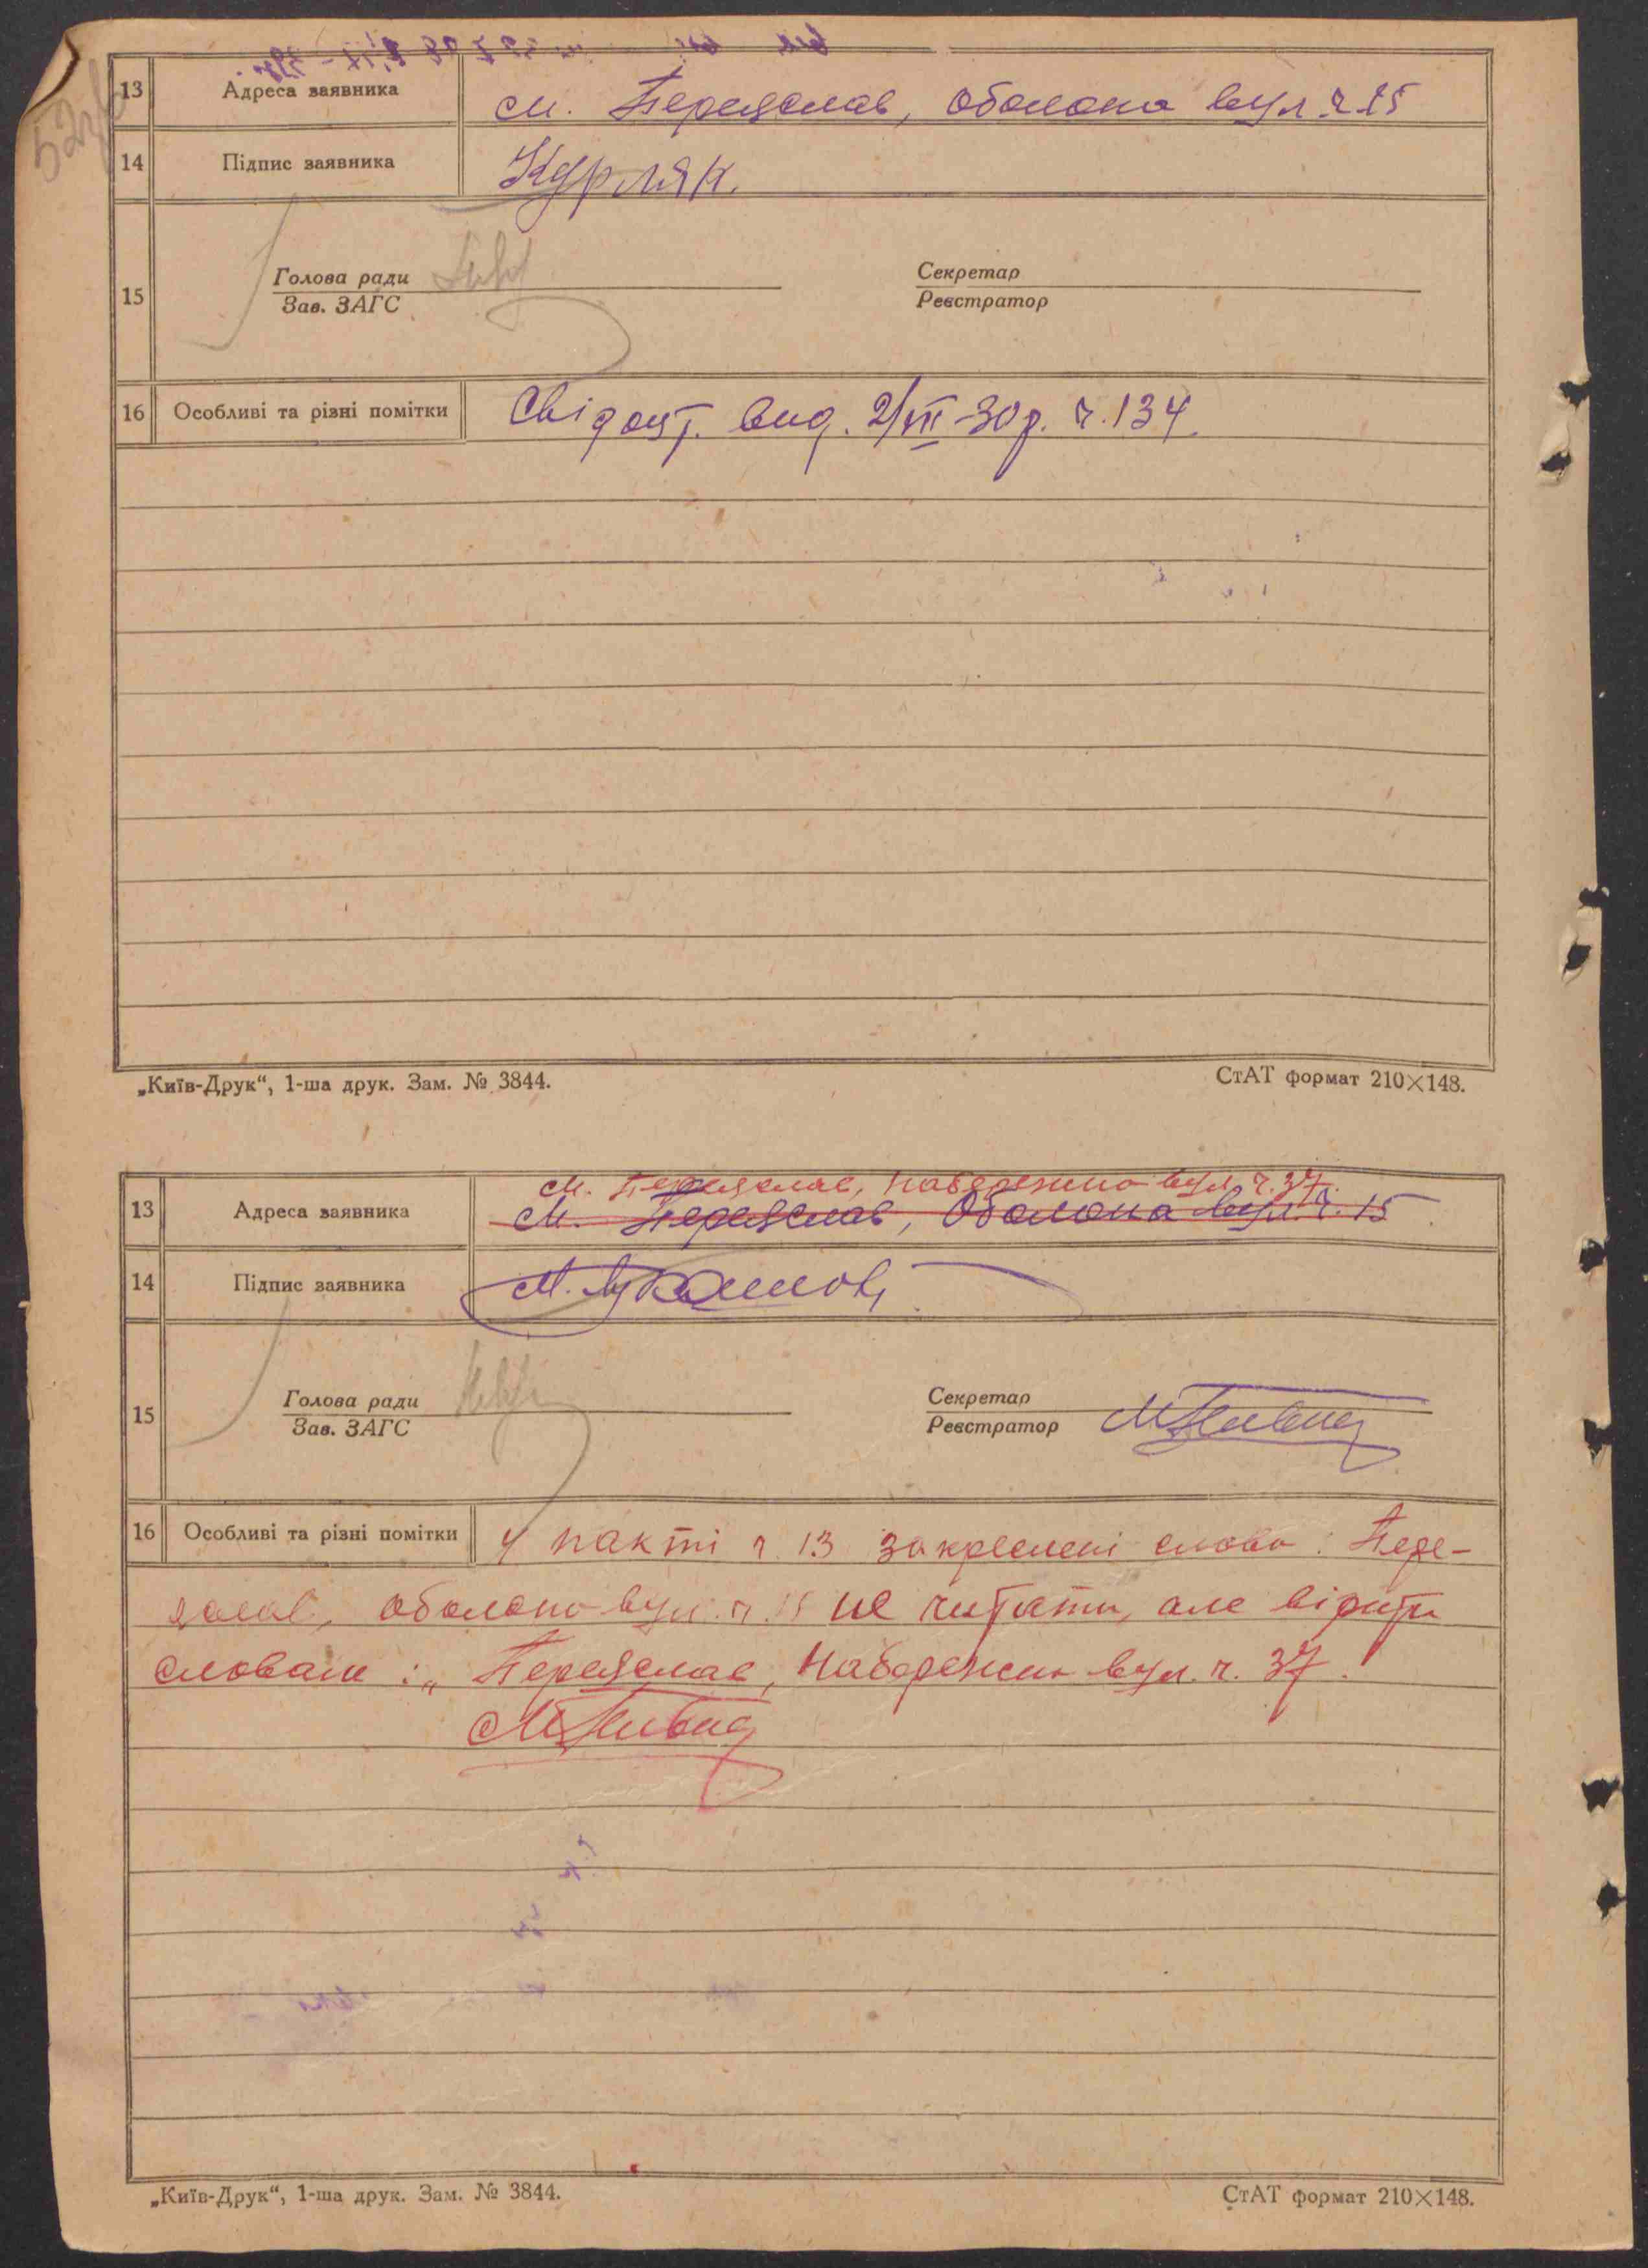 13 Адреса заявника м. Переяслав, Оболона вул. ч. 15
14 Підпис заявника Курляк.
15 Голова ради Секретар
Зав. ЗАГС Реєстратор
16 Особливі та різні помітки Свідоцт. вид. 2/VII-30р. ч. 134
„Київ-Друк“, 1-ша друк. Зам. № 3844. СтАТ формат 210×148.
м. Переяслав, Набережна вул. ч. 37.
13 Адреса заявника м. Переяслав, Оболона вул. ч. 15
14 Підпис заявника
15 Голова ради Секретар
Зав. ЗАГС Реєстратор
16 Особливі та різні помітки У пакті ч. 13 закреслені слова: Пере-
яслав, оболона вул. ч. 15 не читати, але вірити
словам: „Переяслав, Набережна вул. ч. 37.
„Київ-Друк“, 1-ша друк. Зам. № 3844. СтАТ формат 210×148.